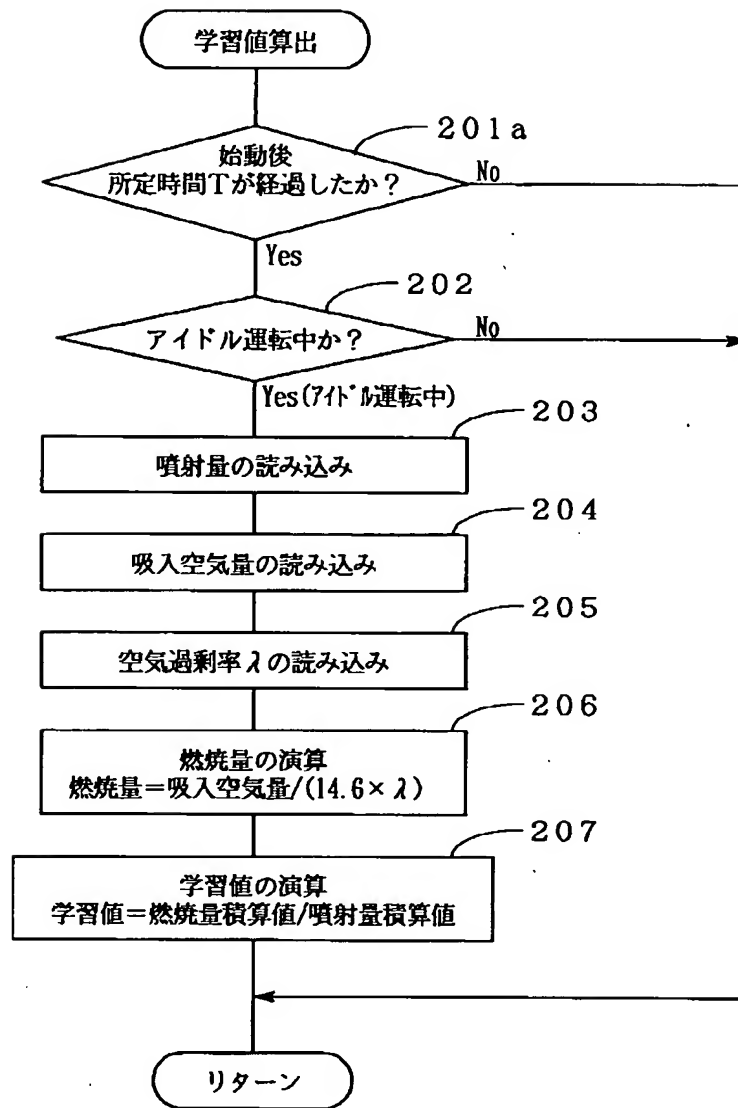 学習値算出
201a
始動後
所定時間Tが経過したか?
No
Yes
202
アイドル運転中か?
No
Yes(アイドル運転中)
203
噴射量の読み込み
204
吸入空気量の読み込み
205
空気過剰率λの読み込み
206
燃焼量の演算
燃焼量=吸入空気量/(14.6×λ)
207
学習値の演算
学習値=燃焼量積算値/噴射量積算値
リターン